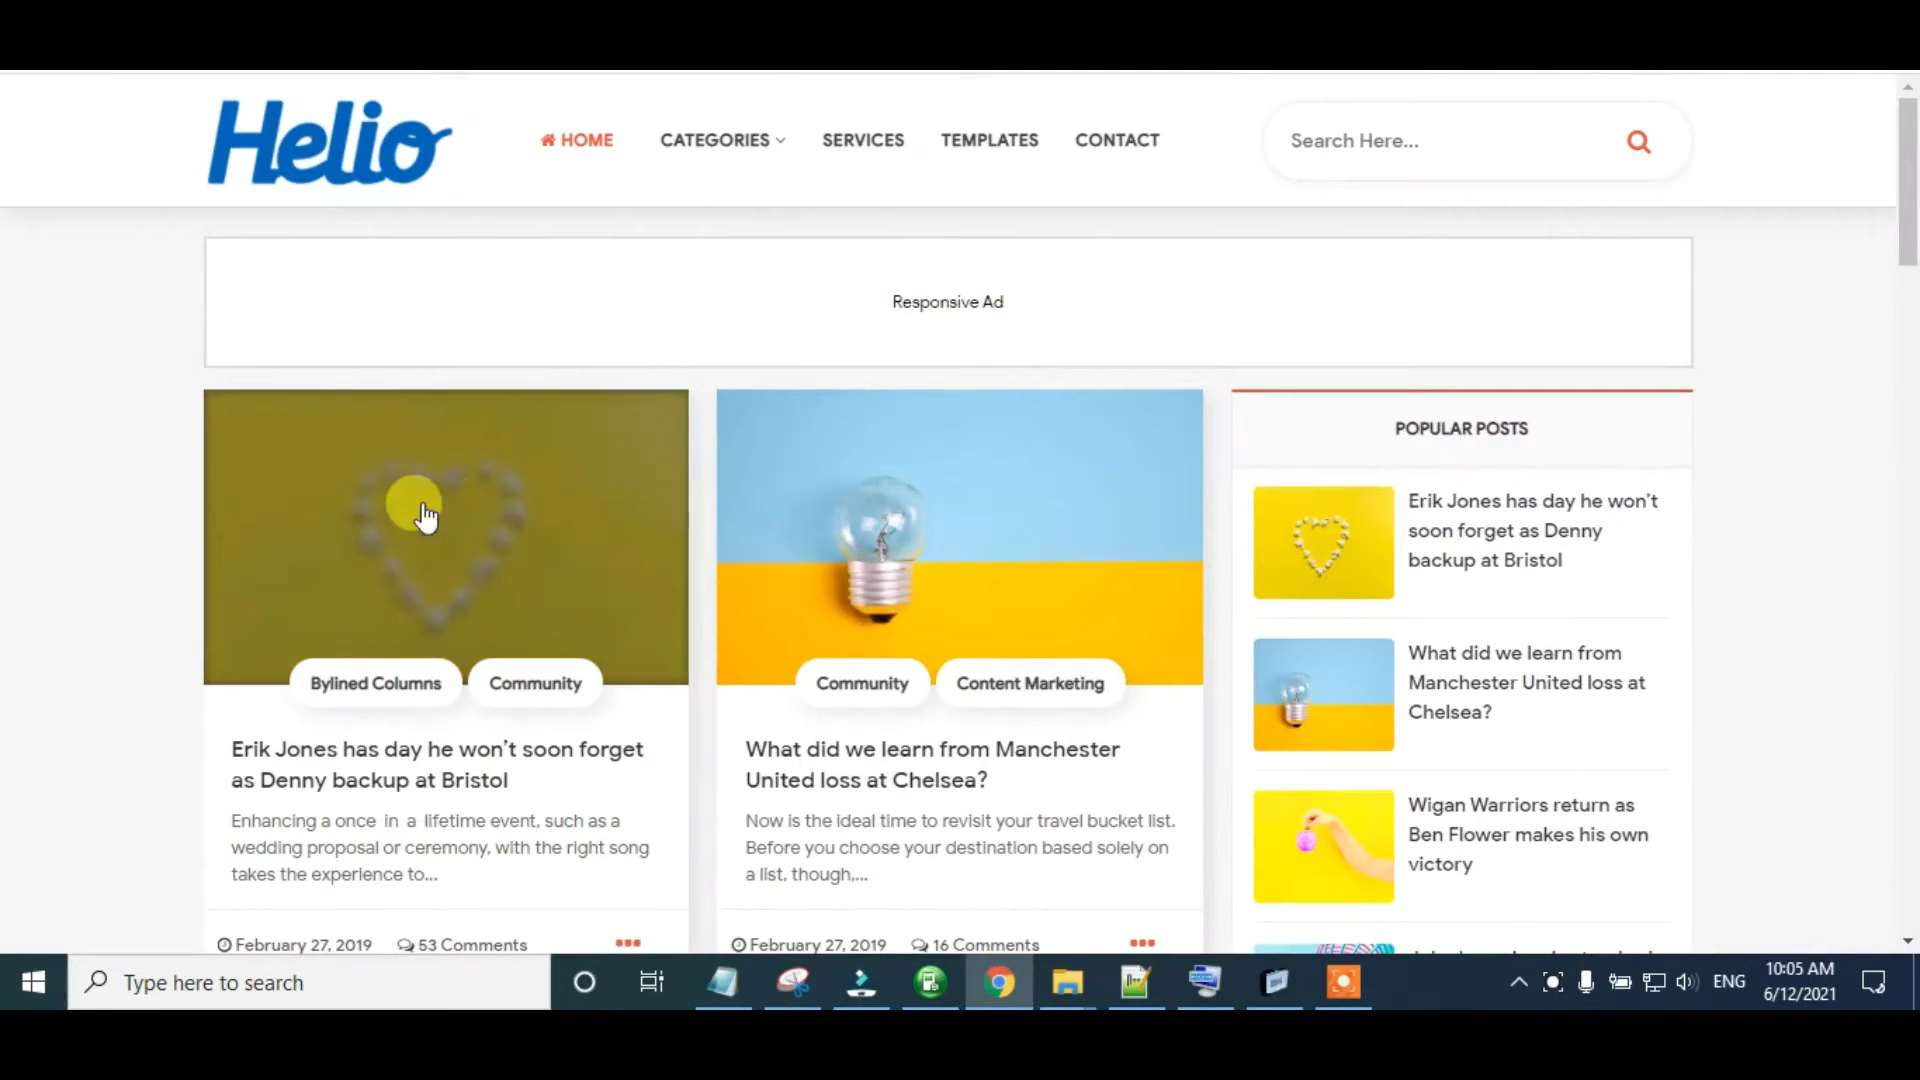 Helio
HOME
CATEGORIES
SERVICES
TEMPLATES
CONTACT
Search Here...
Responsive Ad
Bylined Columns
Community
Erik Jones has day he won't soon forget
as Denny backup at Bristol
Enhancing a once in a lifetime event, such as a
wedding proposal or ceremony, with the right song
takes the experience to...
February 27, 2019
53 Comments
Community
Content Marketing
What did we learn from Manchester
United loss at Chelsea?
Now is the ideal time to revisit your travel bucket list.
Before you choose your destination based solely on
a list, though,...
February 27, 2019
16 Comments
POPULAR POSTS
Erik Jones has day he won't
soon forget as Denny
backup at Bristol
What did we learn from
Manchester United loss at
Chelsea?
Wigan Warriors return as
Ben Flower makes his own
victory
Type here to search
ENG
10:05 AM
6/12/2021